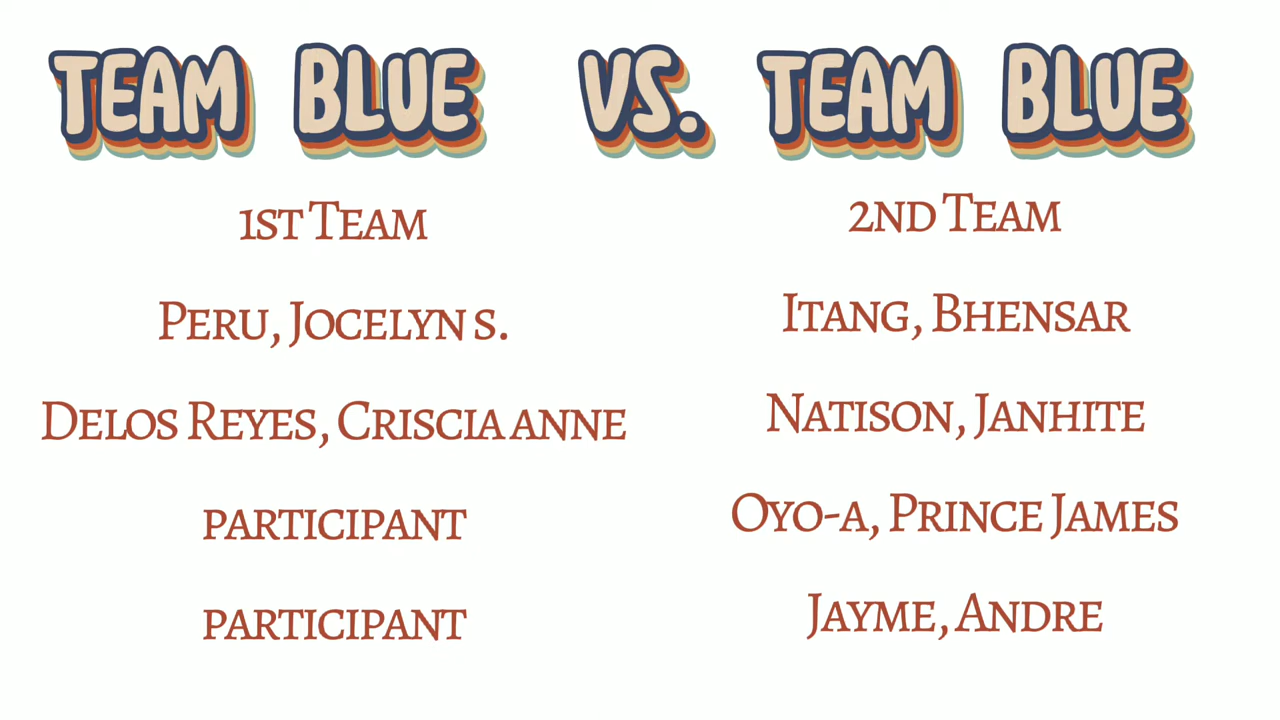 TEAM BLUE VS. TEAM BLUE
1st Team
Peru, Jocelyn s.
Delos Reyes, Criscia anne
participant
participant
2nd Team
Itang, Bhensar
Natison, Janhite
Oyo-a, Prince James
Jayme, Andre